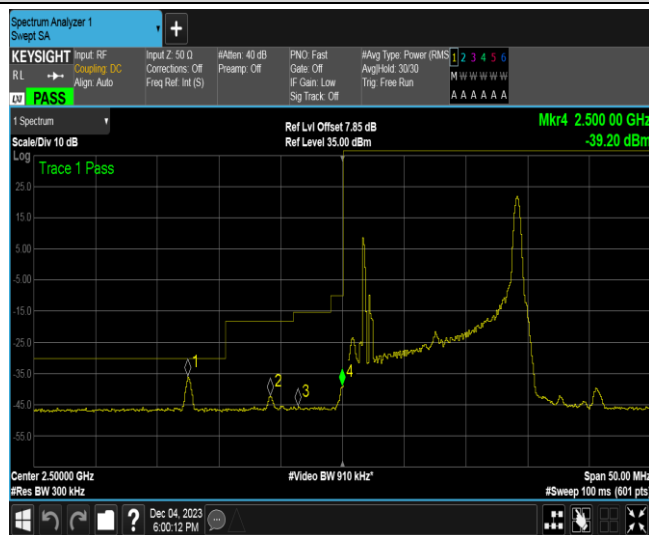 Spectrum Analyzer 1
Swept SA
+
KEYSIGHT
RL
LXI PASS
Input: RF
Coupling: DC
Align: Auto
Input Z: 50 Ω
Corrections: Off
Freq Ref: Int (S)
#Atten: 40 dB
Preamp: Off
PNO: Fast
Gate: Off
IF Gain: Low
Sig Track: Off
#Avg Type: Power (RMS)
Avg|Hold: 30/30
Trig: Free Run
1 2 3 4 5 6
M W W W W W
A A A A A A
1 Spectrum
Scale/Div 10 dB
Ref Lvl Offset 7.85 dB
Ref Level 35.00 dBm
Mkr4 2.500 00 GHz
-39.20 dBm
Log
Trace 1 Pass
25.0
15.0
5.00
-5.00
-15.0
-25.0
-35.0
-45.0
-55.0
1
2
3
4
Center 2.50000 GHz
#Res BW 300 kHz
#Video BW 910 kHz*
Span 50.00 MHz
#Sweep 100 ms (601 pts)
?
Dec 04, 2023
6:00:12 PM